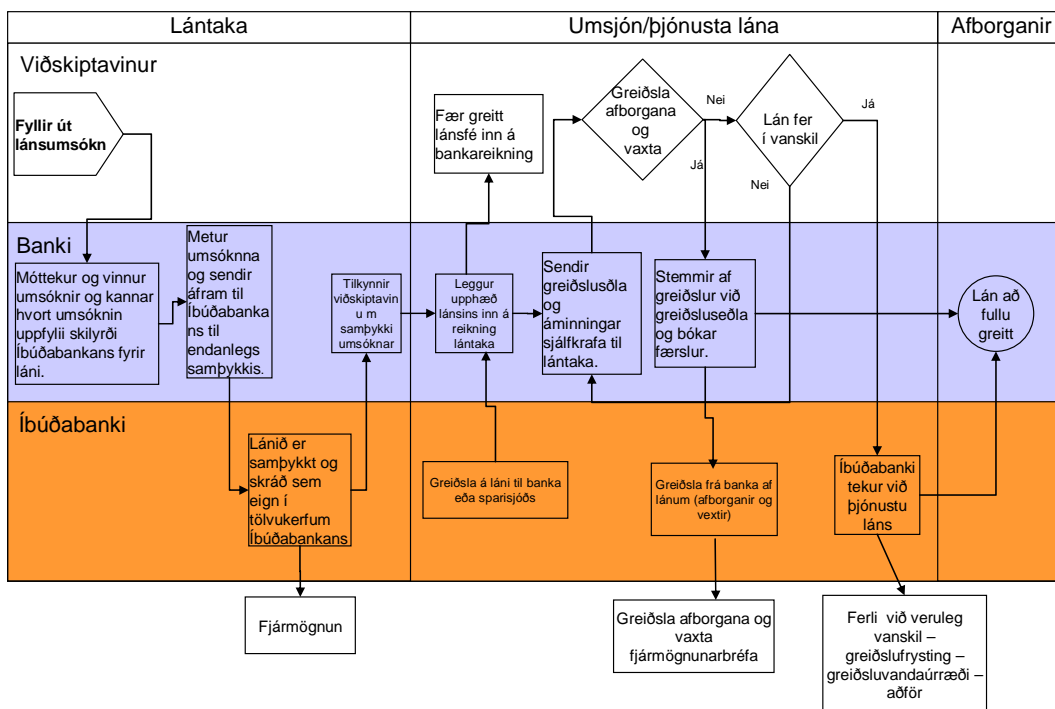 Lántaka
Umsjón/þjónusta lána
Afborganir
Viðskiptavinur
Fyllir út
lánsumsókn
Fær greitt
lánsfé inn á
bankareikning
Greiðsla
afborgana
og
vaxta
Nei
Já
Lán fer
í vanskil
Já
Nei
Banki
Móttekur og vinnur
umsóknir og kannar
hvort umsóknin
uppfylii skilyrði
Íbúðabankans fyrir
láni.
Metur
umsóknna
og sendir
áfram til
Íbúðabankan
ns til
endanlegs
samþykkis.
Tilkynnir
viðskiptavin
u m
samþykki
umsóknar
Leggur
upphæð
lánsins inn á
reikning
lántaka
Sendir
greiðslusðla
og
áminningar
sjálfkrafa til
lántaka.
Stemmir af
greiðslur við
greiðsluseðla
og bókar
færslur.
Lán að
fullu
greitt
Íbúðabanki
Lánið er
samþykkt og
skráð sem
eign í
tölvukerfum
Íbúðabankans
Greiðsla á láni til banka
eða sparisjóðs
Greiðsla frá banka af
lánum (afborganir og
vextir)
Íbúðabanki
tekur við
þjónustu
láns
Fjármögnun
Greiðsla afborgana og
vaxta
fjármögnunarbréfa
Ferli við veruleg
vanskil –
greiðslufrysting –
greiðsluvandaúrræði –
aðför